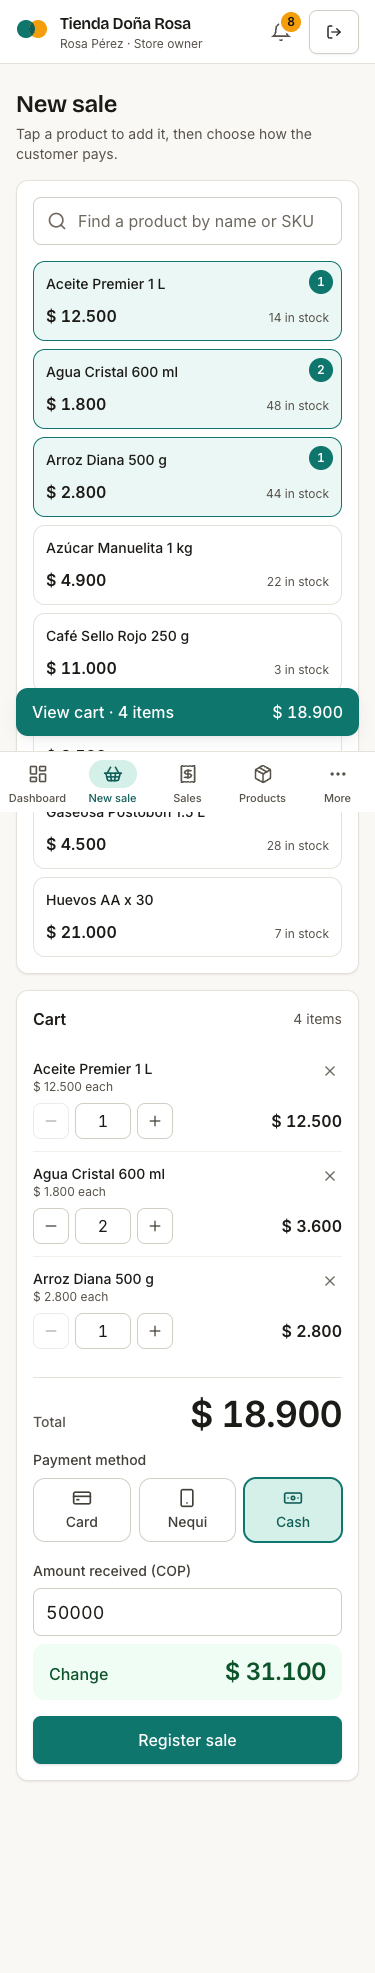 Tienda Doña Rosa
Rosa Pérez · Store owner
8
New sale
Tap a product to add it, then choose how the
customer pays.
Find a product by name or SKU
Aceite Premier 1 L
1
$ 12.500
14 in stock
Agua Cristal 600 ml
2
$ 1.800
48 in stock
Arroz Diana 500 g
1
$ 2.800
44 in stock
Azúcar Manuelita 1 kg
$ 4.900
22 in stock
Café Sello Rojo 250 g
$ 11.000
3 in stock
View cart · 4 items
$ 18.900
Dashboard
New sale
Sales
Products
More
Gaseosa Postobón 1.5 L
$ 4.500
28 in stock
Huevos AA x 30
$ 21.000
7 in stock
Cart
4 items
Aceite Premier 1 L
$ 12.500 each
1
$ 12.500
Agua Cristal 600 ml
$ 1.800 each
2
$ 3.600
Arroz Diana 500 g
$ 2.800 each
1
$ 2.800
Total
$ 18.900
Payment method
Card
Nequi
Cash
Amount received (COP)
50000
Change
$ 31.100
Register sale